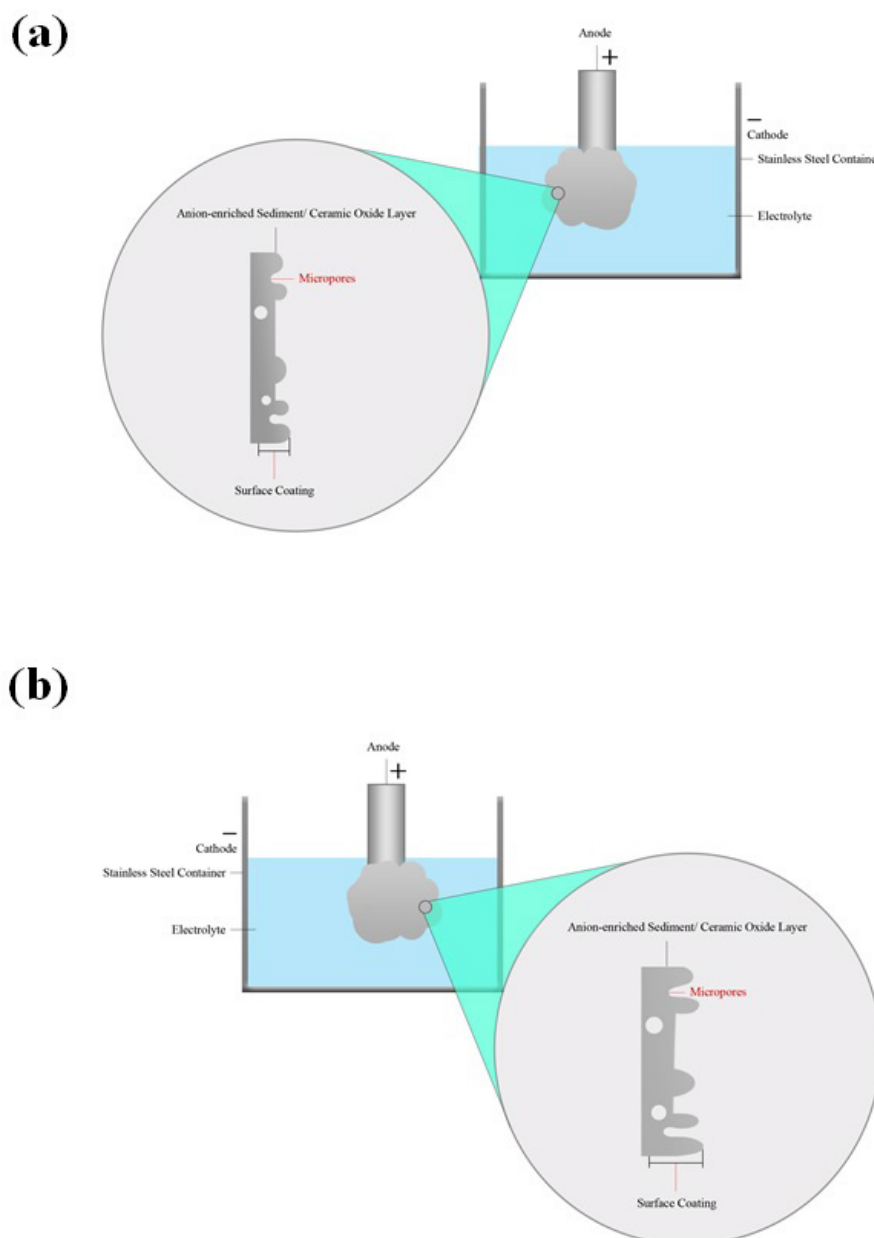 (a)
Anode
+
−
Cathode
Stainless Steel Container
Electrolyte
Anion-enriched Sediment/ Ceramic Oxide Layer
Micropores
Surface Coating
(b)
Anode
+
−
Cathode
Stainless Steel Container
Electrolyte
Anion-enriched Sediment/ Ceramic Oxide Layer
Micropores
Surface Coating